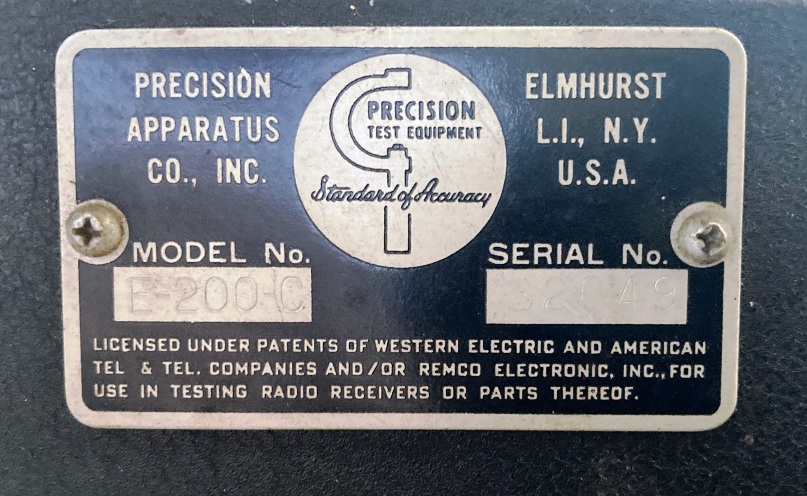 PRECISION
APPARATUS
CO., INC.
PRECISION
TEST EQUIPMENT
Standard of Accuracy
ELMHURST
L.I., N.Y.
U.S.A.
MODEL No.
E-200-C
SERIAL No.
LICENSED UNDER PATENTS OF WESTERN ELECTRIC AND AMERICAN
TEL & TEL. COMPANIES AND/OR REMCO ELECTRONIC, INC., FOR
USE IN TESTING RADIO RECEIVERS OR PARTS THEREOF.